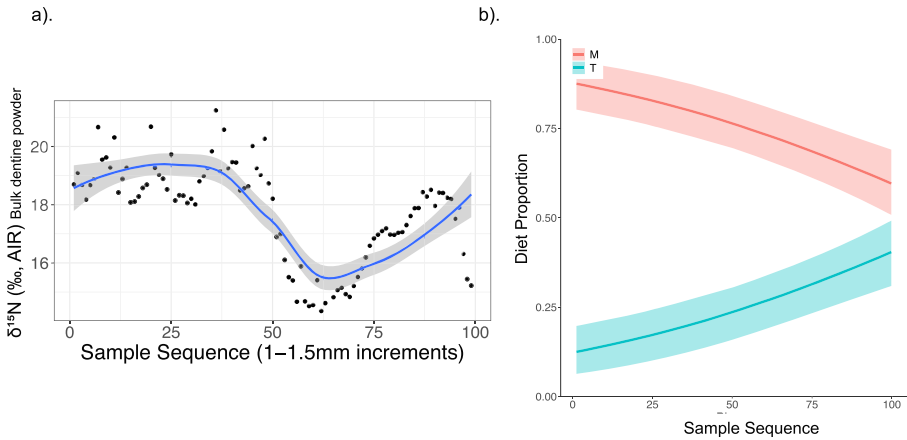 a).
δ¹⁵N (‰, AIR) Bulk dentine powder
20
18
16
0 25 50 75 100
Sample Sequence (1–1.5mm increments)
b).
Diet Proportion
1.00
0.75
0.50
0.25
0.00
M
T
0 25 50 75 100
Sample Sequence